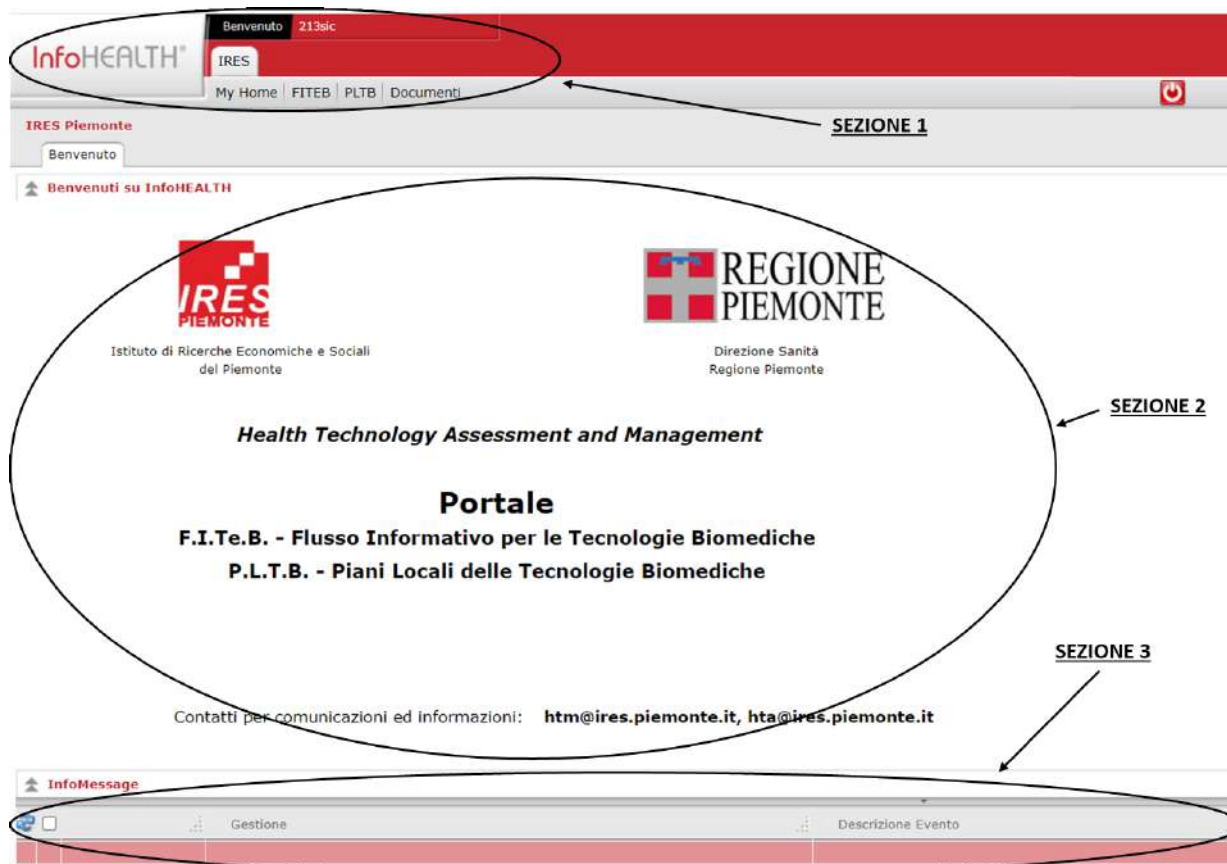 Benvenuto 213sic
InfoHEALTH®
IRES
My Home FITEB PLTB Documenti
SEZIONE 1
IRES Piemonte
Benvenuto
Benvenuti su InfoHEALTH
IRES
PIEMONTE
REGIONE
PIEMONTE
Istituto di Ricerche Economiche e Sociali
del Piemonte
Direzione Sanità
Regione Piemonte
SEZIONE 2
Health Technology Assessment and Management
Portale
F.I.Te.B. - Flusso Informativo per le Tecnologie Biomediche
P.L.T.B. - Piani Locali delle Tecnologie Biomediche
SEZIONE 3
Contatti per comunicazioni ed informazioni: htm@ires.piemonte.it, hta@ires.piemonte.it
InfoMessage
Gestione Descrizione Evento